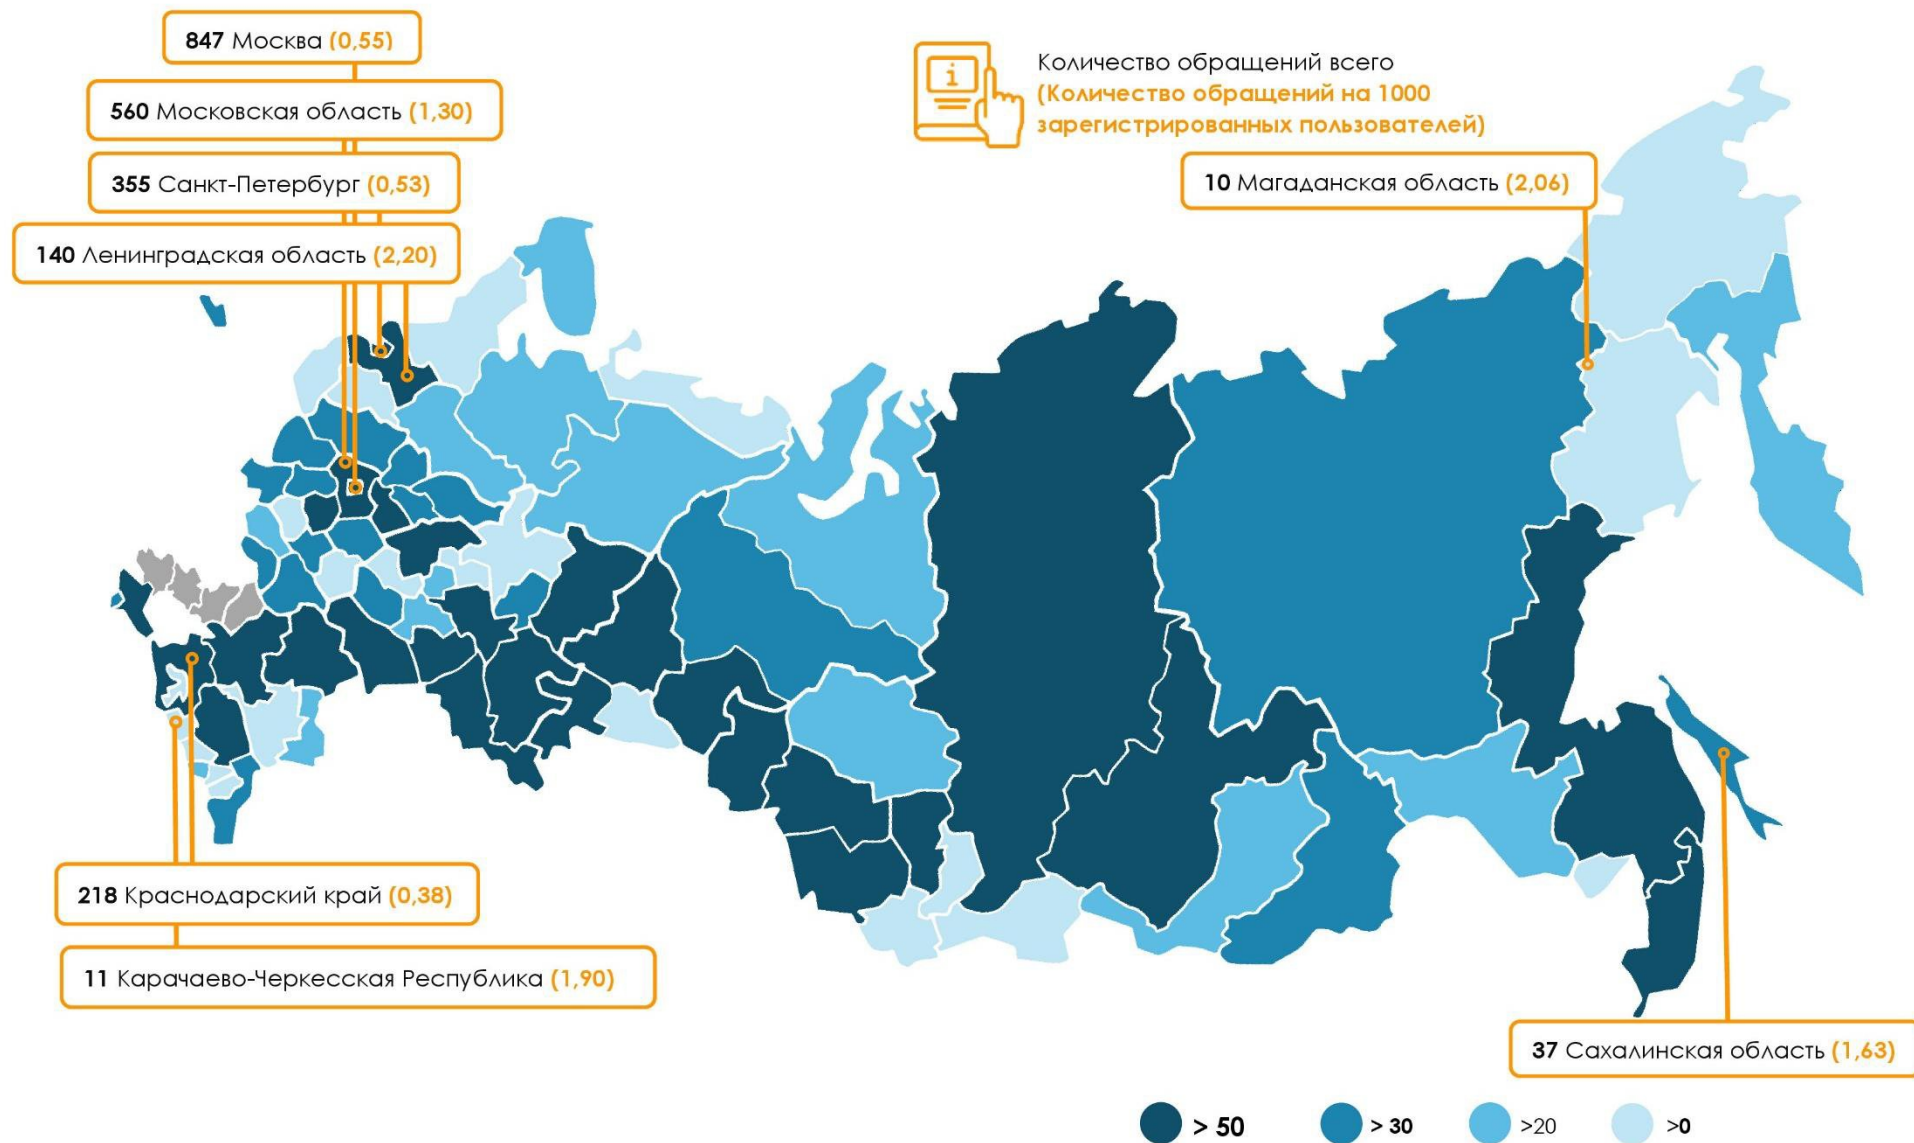 847 Москва (0,55)
560 Московская область (1,30)
355 Санкт-Петербург (0,53)
140 Ленинградская область (2,20)
i
Количество обращений всего
(Количество обращений на 1000
зарегистрированных пользователей)
10 Магаданская область (2,06)
218 Краснодарский край (0,38)
11 Карачаево-Черкесская Республика (1,90)
37 Сахалинская область (1,63)
> 50
> 30
>20
>0